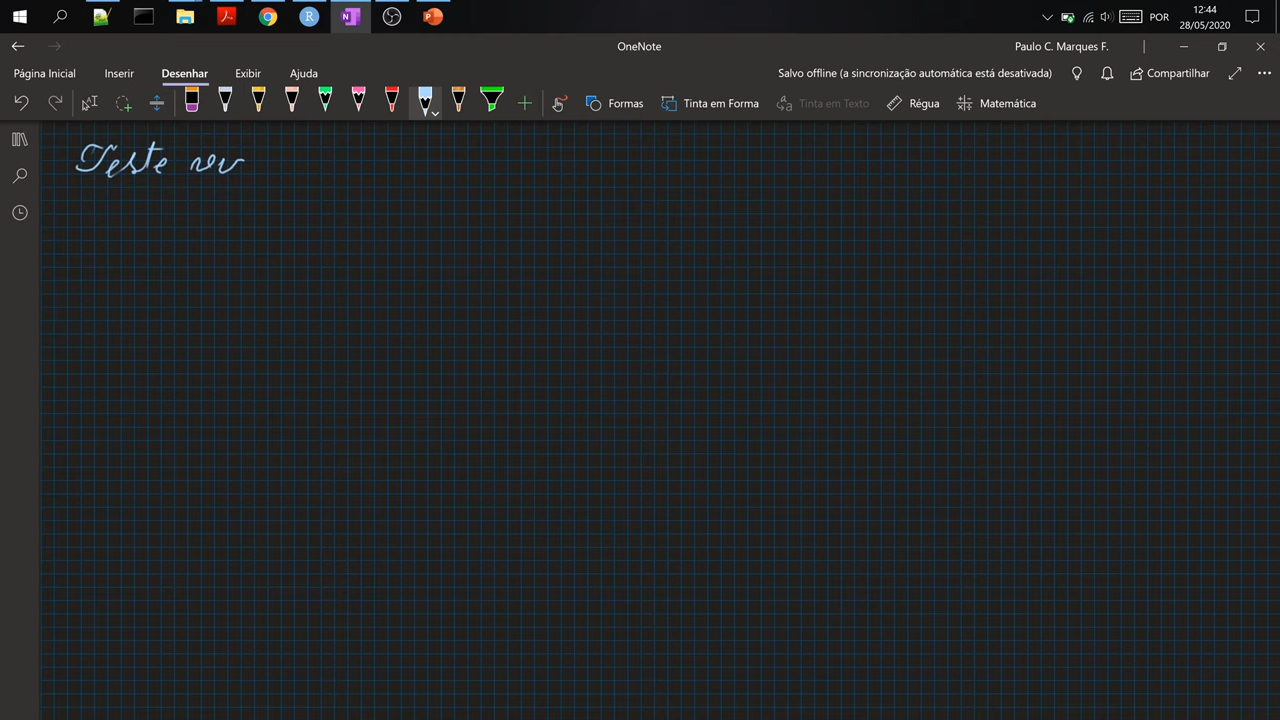 12:44
POR
28/05/2020
OneNote
Paulo C. Marques F.
Página Inicial Inserir Desenhar Exibir Ajuda
Salvo offline (a sincronização automática está desativada)
Compartilhar
Formas Tinta em Forma Tinta em Texto Régua Matemática
Teste